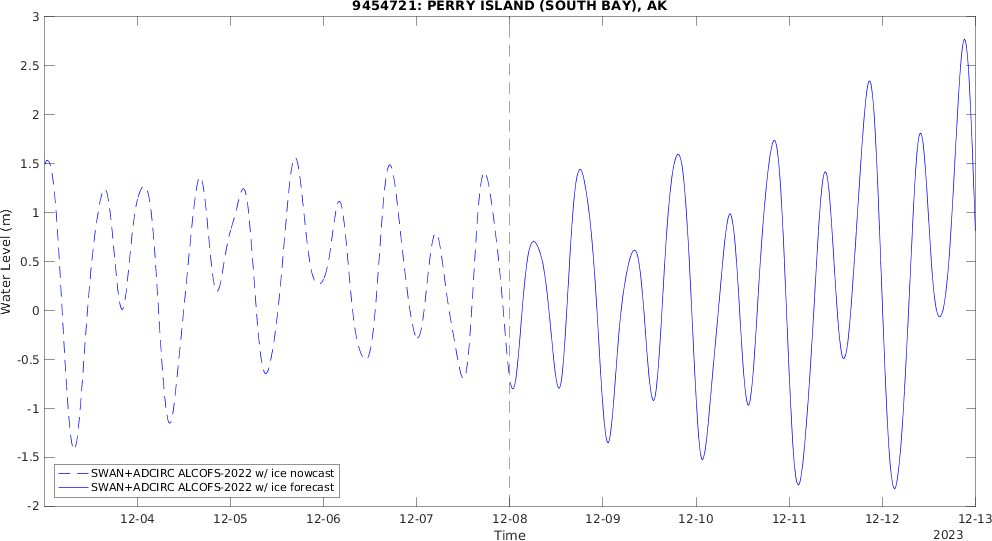 9454721: PERRY ISLAND (SOUTH BAY), AK
Water Level (m)
3
2.5
2
1.5
1
0.5
0
-0.5
-1
-1.5
-2
SWAN+ADCIRC ALCOFS-2022 w/ ice nowcast
SWAN+ADCIRC ALCOFS-2022 w/ ice forecast
12-04 12-05 12-06 12-07 12-08 12-09 12-10 12-11 12-12 12-13
Time
2023